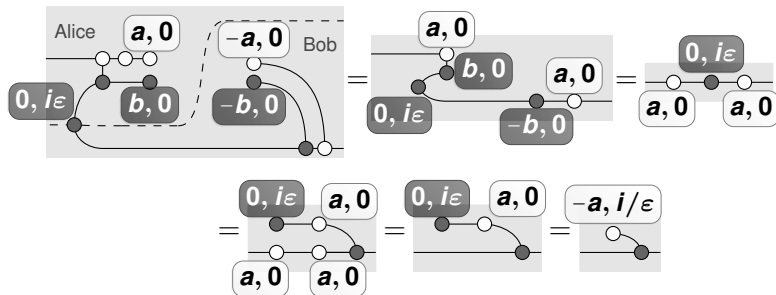 Alice
a, 0
−a, 0
Bob
0, iε
b, 0
−b, 0
=
a, 0
b, 0
0, iε
a, 0
−b, 0
=
0, iε
a, 0
a, 0
=
0, iε
a, 0
a, 0
a, 0
=
0, iε
a, 0
=
−a, i/ε